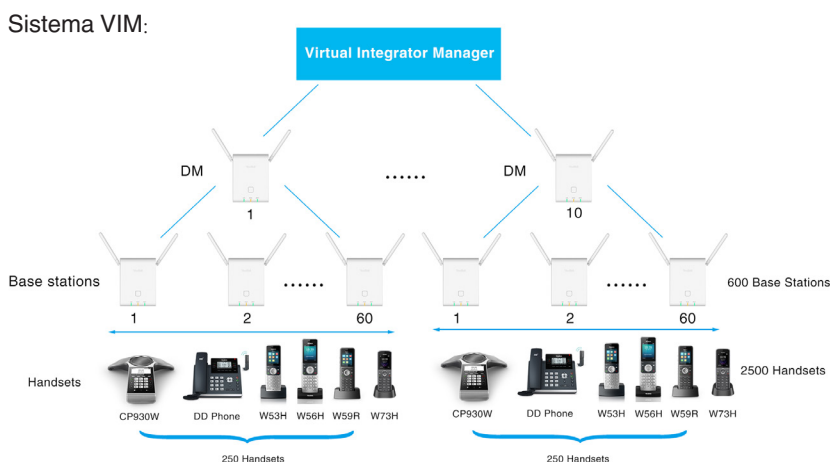 Sistema VIM:
Virtual Integrator Manager
DM ...... DM
1 10
Base stations ...... ...... 600 Base Stations
1 2 60 1 2 60
Handsets 2500 Handsets
CP930W DD Phone W53H W56H W59R W73H CP930W DD Phone W53H W56H W59R W73H
250 Handsets 250 Handsets